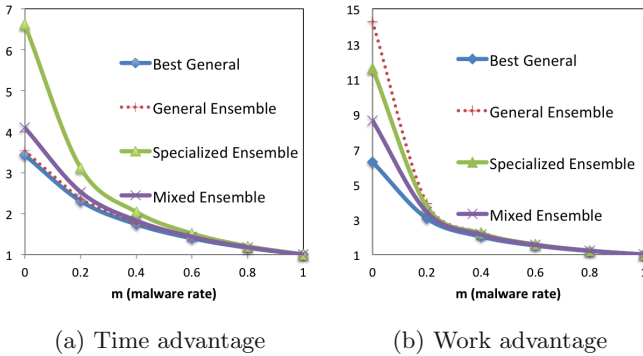 7
6
5
4
3
2
1
0
0.2
0.4
0.6
0.8
1
m (malware rate)
Best General
General Ensemble
Specialized Ensemble
Mixed Ensemble
(a) Time advantage
15
13
11
9
7
5
3
1
0
0.2
0.4
0.6
0.8
1
m (malware rate)
Best General
General Ensemble
Specialized Ensemble
Mixed Ensemble
(b) Work advantage